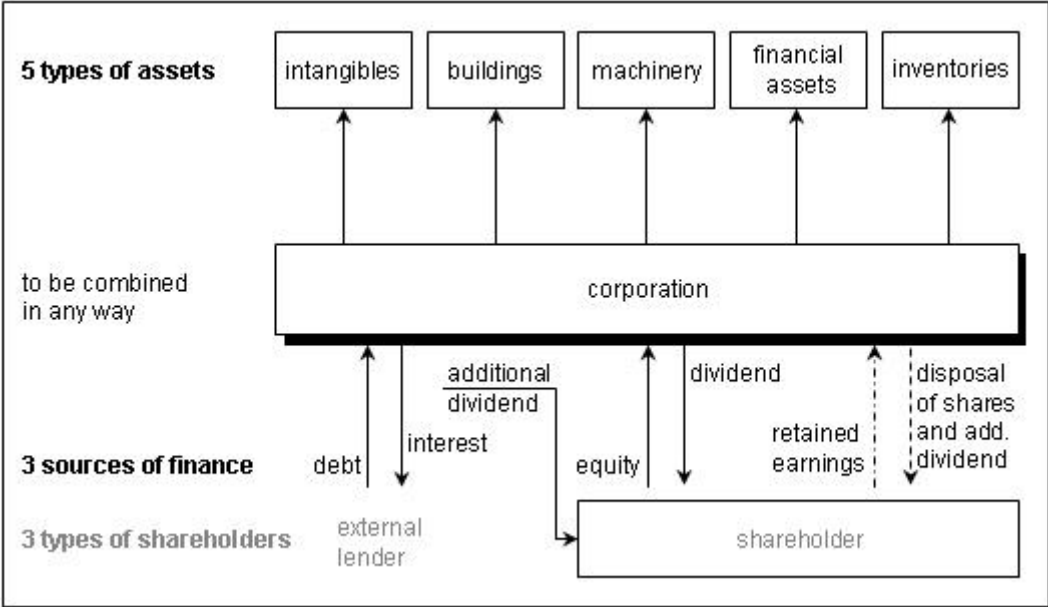 5 types of assets
intangibles
buildings
machinery
financial
assets
inventories
to be combined
in any way
corporation
additional
dividend
dividend
disposal
of shares
and add.
dividend
interest
retained
earnings
3 sources of finance
debt
equity
3 types of shareholders
external
lender
shareholder